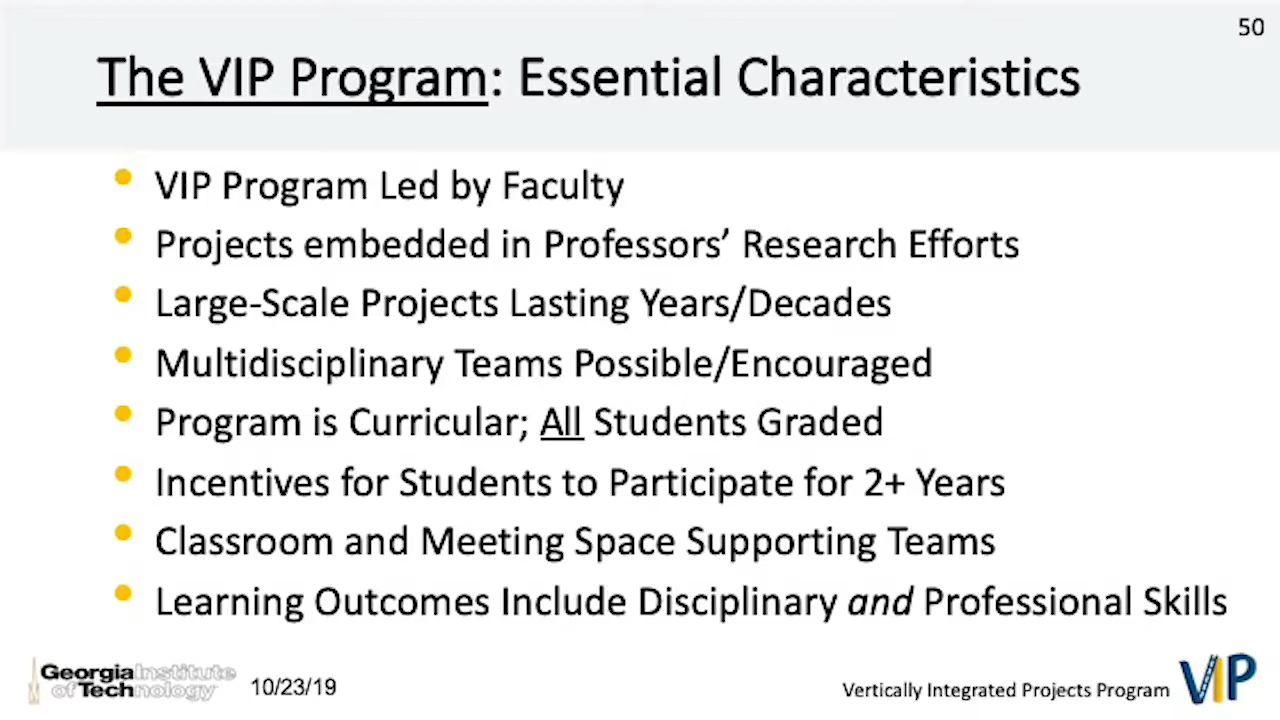 50
The VIP Program: Essential Characteristics
• VIP Program Led by Faculty
• Projects embedded in Professors’ Research Efforts
• Large-Scale Projects Lasting Years/Decades
• Multidisciplinary Teams Possible/Encouraged
• Program is Curricular; All Students Graded
• Incentives for Students to Participate for 2+ Years
• Classroom and Meeting Space Supporting Teams
• Learning Outcomes Include Disciplinary and Professional Skills
Georgia Institute
of Technology
10/23/19
Vertically Integrated Projects Program
VIP